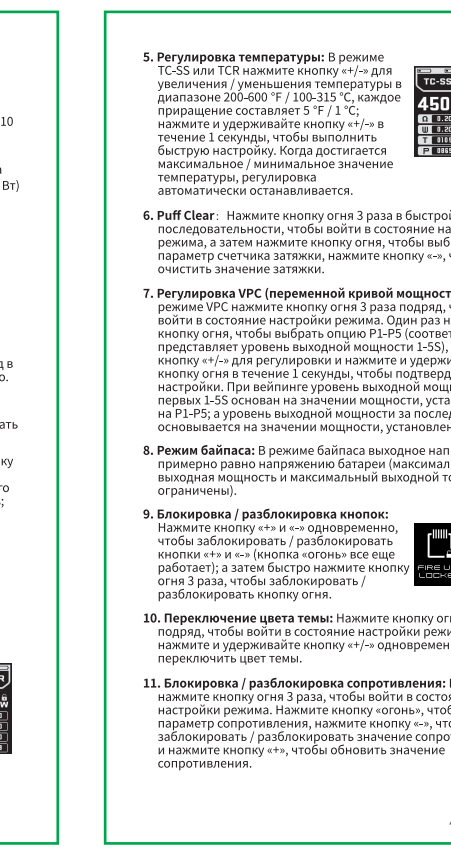 10
Вт)
д в
о.
ать
ку
го
;
5. Регулировка температуры: В режиме
TC-SS или TCR нажмите кнопку «+/-» для
увеличения / уменьшения температуры в
диапазоне 200-600 °F / 100-315 °C, каждое
приращение составляет 5 °F / 1 °C;
нажмите и удерживайте кнопку «+/-» в
течение 1 секунды, чтобы выполнить
быструю настройку. Когда достигается
максимальное / минимальное значение
температуры, регулировка
автоматически останавливается.
TC-SS
450
6. Puff Clear： Нажмите кнопку огня 3 раза в быстрой
последовательности, чтобы войти в состояние на
режима, а затем нажмите кнопку огня, чтобы выб
параметр счетчика затяжки, нажмите кнопку «-», ч
очистить значение затяжки.
7. Регулировка VPC (переменной кривой мощност
режиме VPC нажмите кнопку огня 3 раза подряд, ч
войти в состояние настройки режима. Один раз н
кнопку огня, чтобы выбрать опцию P1-P5 (соответ
представляет уровень выходной мощности 1-5S),
кнопку «+/-» для регулировки и нажмите и удержи
кнопку огня в течение 1 секунды, чтобы подтверд
настройки. При вейпинге уровень выходной мощ
первых 1-5S основан на значении мощности, уста
на P1-P5; а уровень выходной мощности за послед
основывается на значении мощности, установлен
8. Режим байпаса: В режиме байпаса выходное нап
примерно равно напряжению батареи (максимал
выходная мощность и максимальный выходной то
ограничены).
9. Блокировка / разблокировка кнопок:
Нажмите кнопку «+» и «-» одновременно,
чтобы заблокировать / разблокировать
кнопки «+» и «-» (кнопка «огонь» все еще
работает); а затем быстро нажмите кнопку
огня 3 раза, чтобы заблокировать /
разблокировать кнопку огня.
FIRE U
LOCKE
10. Переключение цвета темы: Нажмите кнопку огн
подряд, чтобы войти в состояние настройки режи
нажмите и удерживайте кнопку «+/-» одновремен
переключить цвет темы.
11. Блокировка / разблокировка сопротивления:
нажмите кнопку огня 3 раза, чтобы войти в состоя
настройки режима. Нажмите кнопку «огонь», чтоб
параметр сопротивления, нажмите кнопку «-», что
заблокировать / разблокировать значение сопро
и нажмите кнопку «+», чтобы обновить значение
сопротивления.